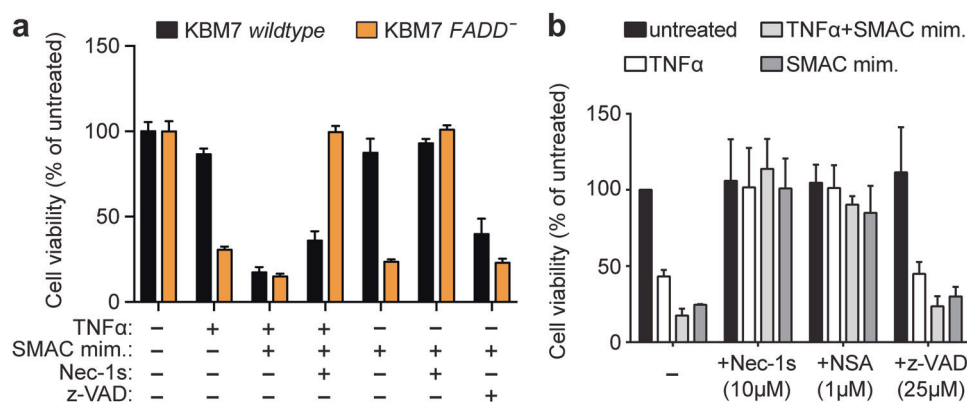 a
KBM7 wildtype
KBM7 FADD⁻
Cell viability (% of untreated)
150
100
50
0
TNFα: – + + + – – –
SMAC mim.: – – + + + + +
Nec-1s: – – – + – + –
z-VAD: – – – – – – +
b
untreated
TNFα+SMAC mim.
TNFα
SMAC mim.
Cell viability (% of untreated)
150
100
50
0
– +Nec-1s +NSA +z-VAD
(10µM) (1µM) (25µM)